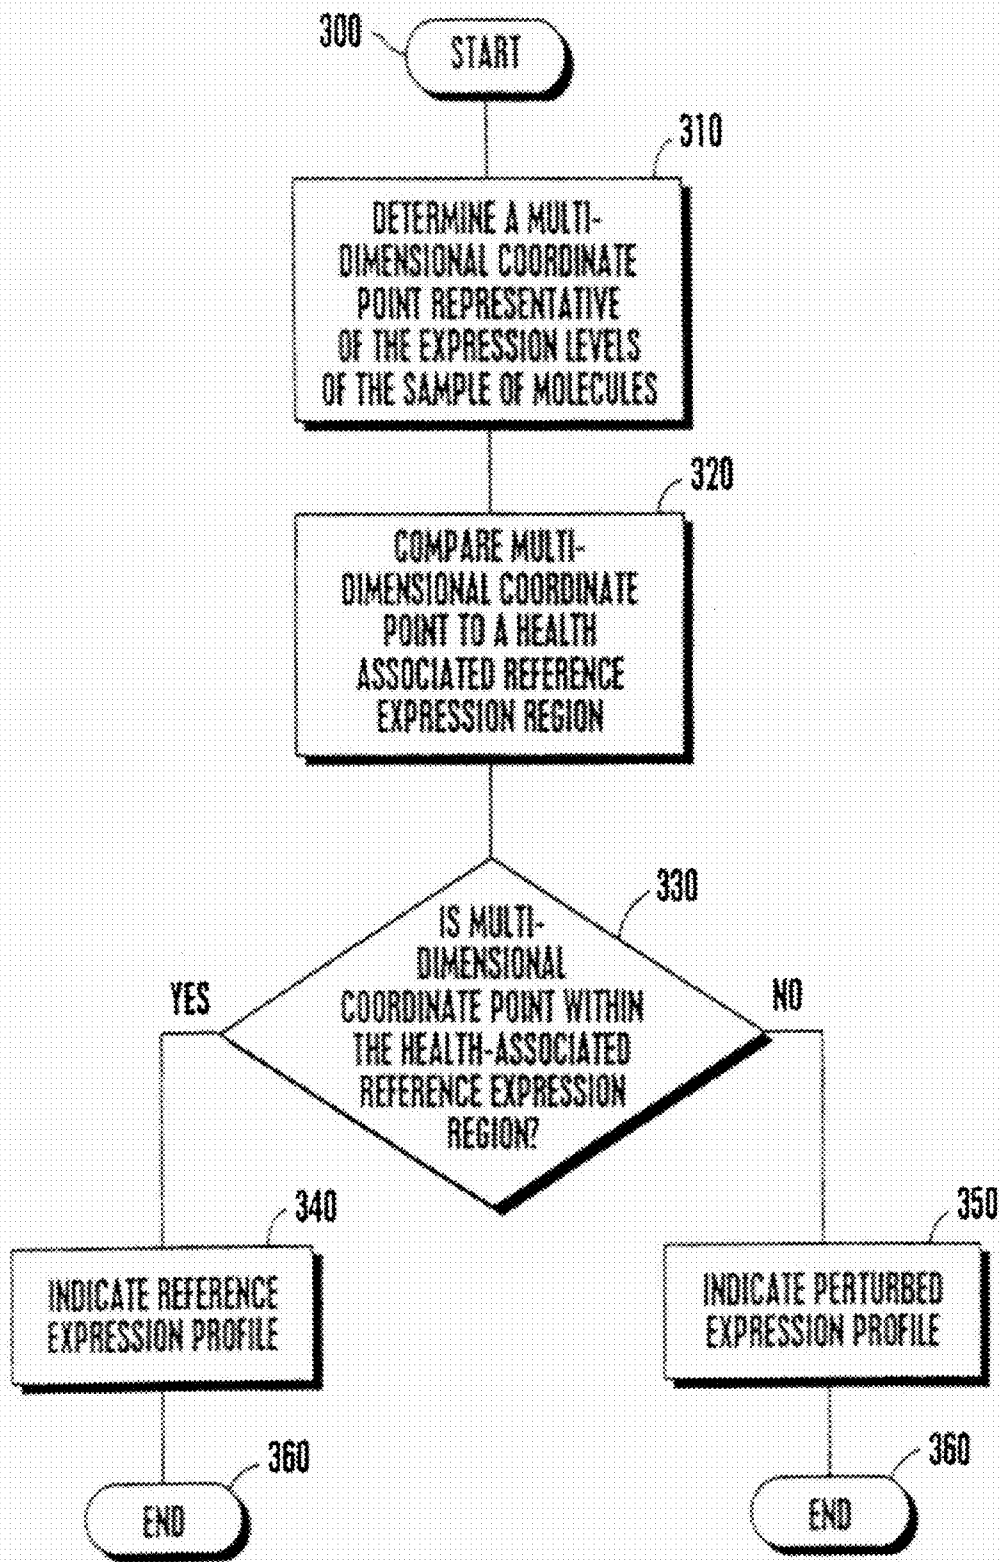 300
START
310
DETERMINE A MULTI-
DIMENSIONAL COORDINATE
POINT REPRESENTATIVE
OF THE EXPRESSION LEVELS
OF THE SAMPLE OF MOLECULES
320
COMPARE MULTI-
DIMENSIONAL COORDINATE
POINT TO A HEALTH
ASSOCIATED REFERENCE
EXPRESSION REGION
330
IS MULTI-
DIMENSIONAL
COORDINATE POINT WITHIN
THE HEALTH-ASSOCIATED
REFERENCE EXPRESSION
REGION?
YES
NO
340
INDICATE REFERENCE
EXPRESSION PROFILE
350
INDICATE PERTURBED
EXPRESSION PROFILE
360
END
360
END